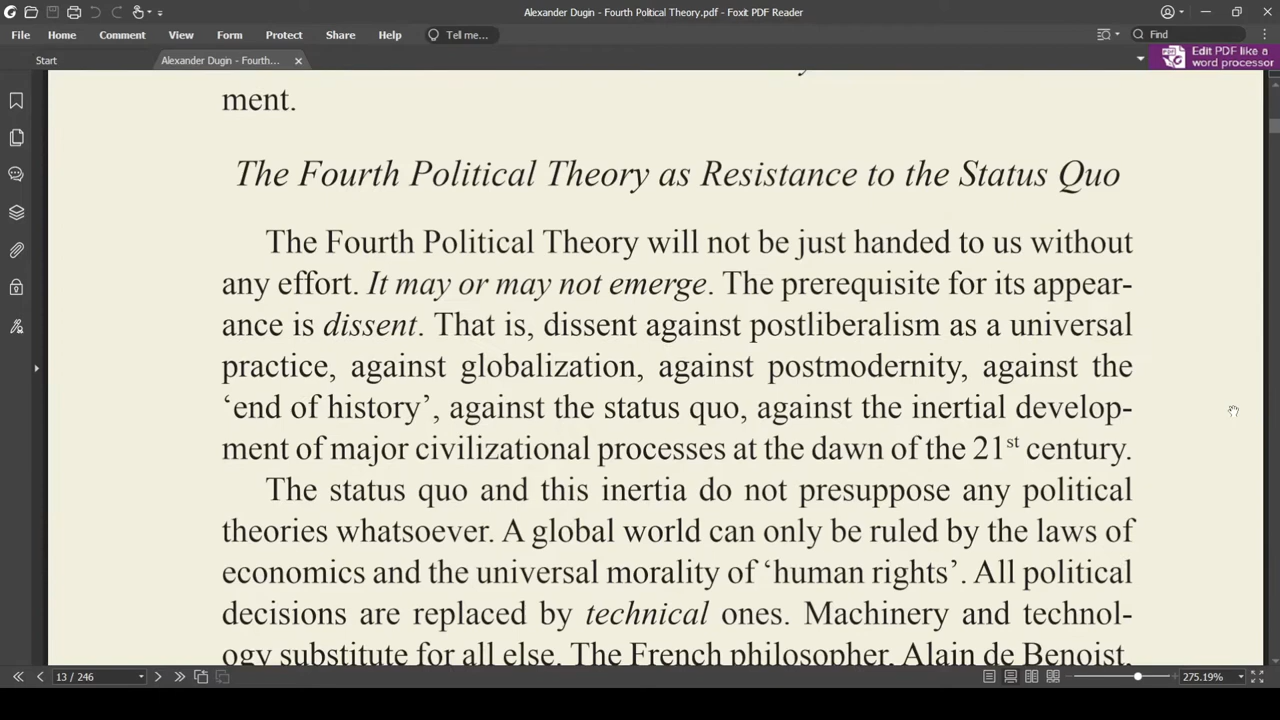 Alexander Dugin - Fourth Polticial Theory.pdf - Foxit PDF Reader
File Home Comment View Form Protect Share Help Tell me... Find
Start Alexander Dugin - Fourth... Edit PDF like a
word processor
ment.
The Fourth Political Theory as Resistance to the Status Quo
The Fourth Political Theory will not be just handed to us without
any effort. It may or may not emerge. The prerequisite for its appear-
ance is dissent. That is, dissent against postliberalism as a universal
practice, against globalization, against postmodernity, against the
‘end of history’, against the status quo, against the inertial develop-
ment of major civilizational processes at the dawn of the 21st century.
The status quo and this inertia do not presuppose any political
theories whatsoever. A global world can only be ruled by the laws of
economics and the universal morality of ‘human rights’. All political
decisions are replaced by technical ones. Machinery and technol-
ogy substitute for all else. The French philosopher, Alain de Benoist,
13 / 246 275.19%